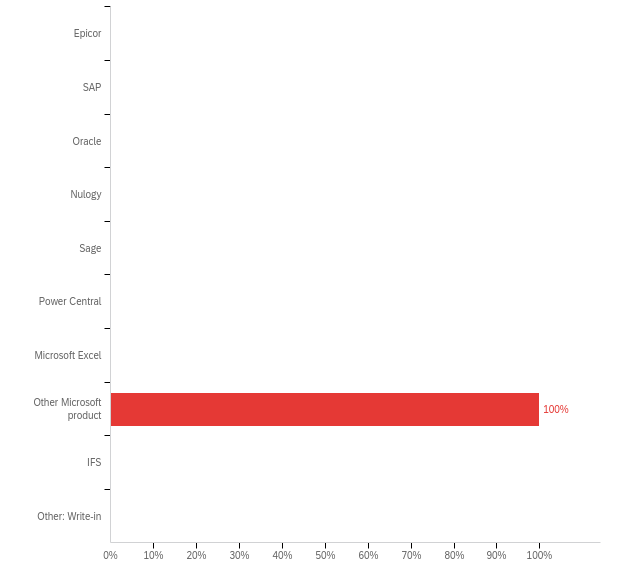 Epicor
SAP
Oracle
Nulogy
Sage
Power Central
Microsoft Excel
Other Microsoft
product
100%
IFS
Other: Write-in
0% 10% 20% 30% 40% 50% 60% 70% 80% 90% 100%